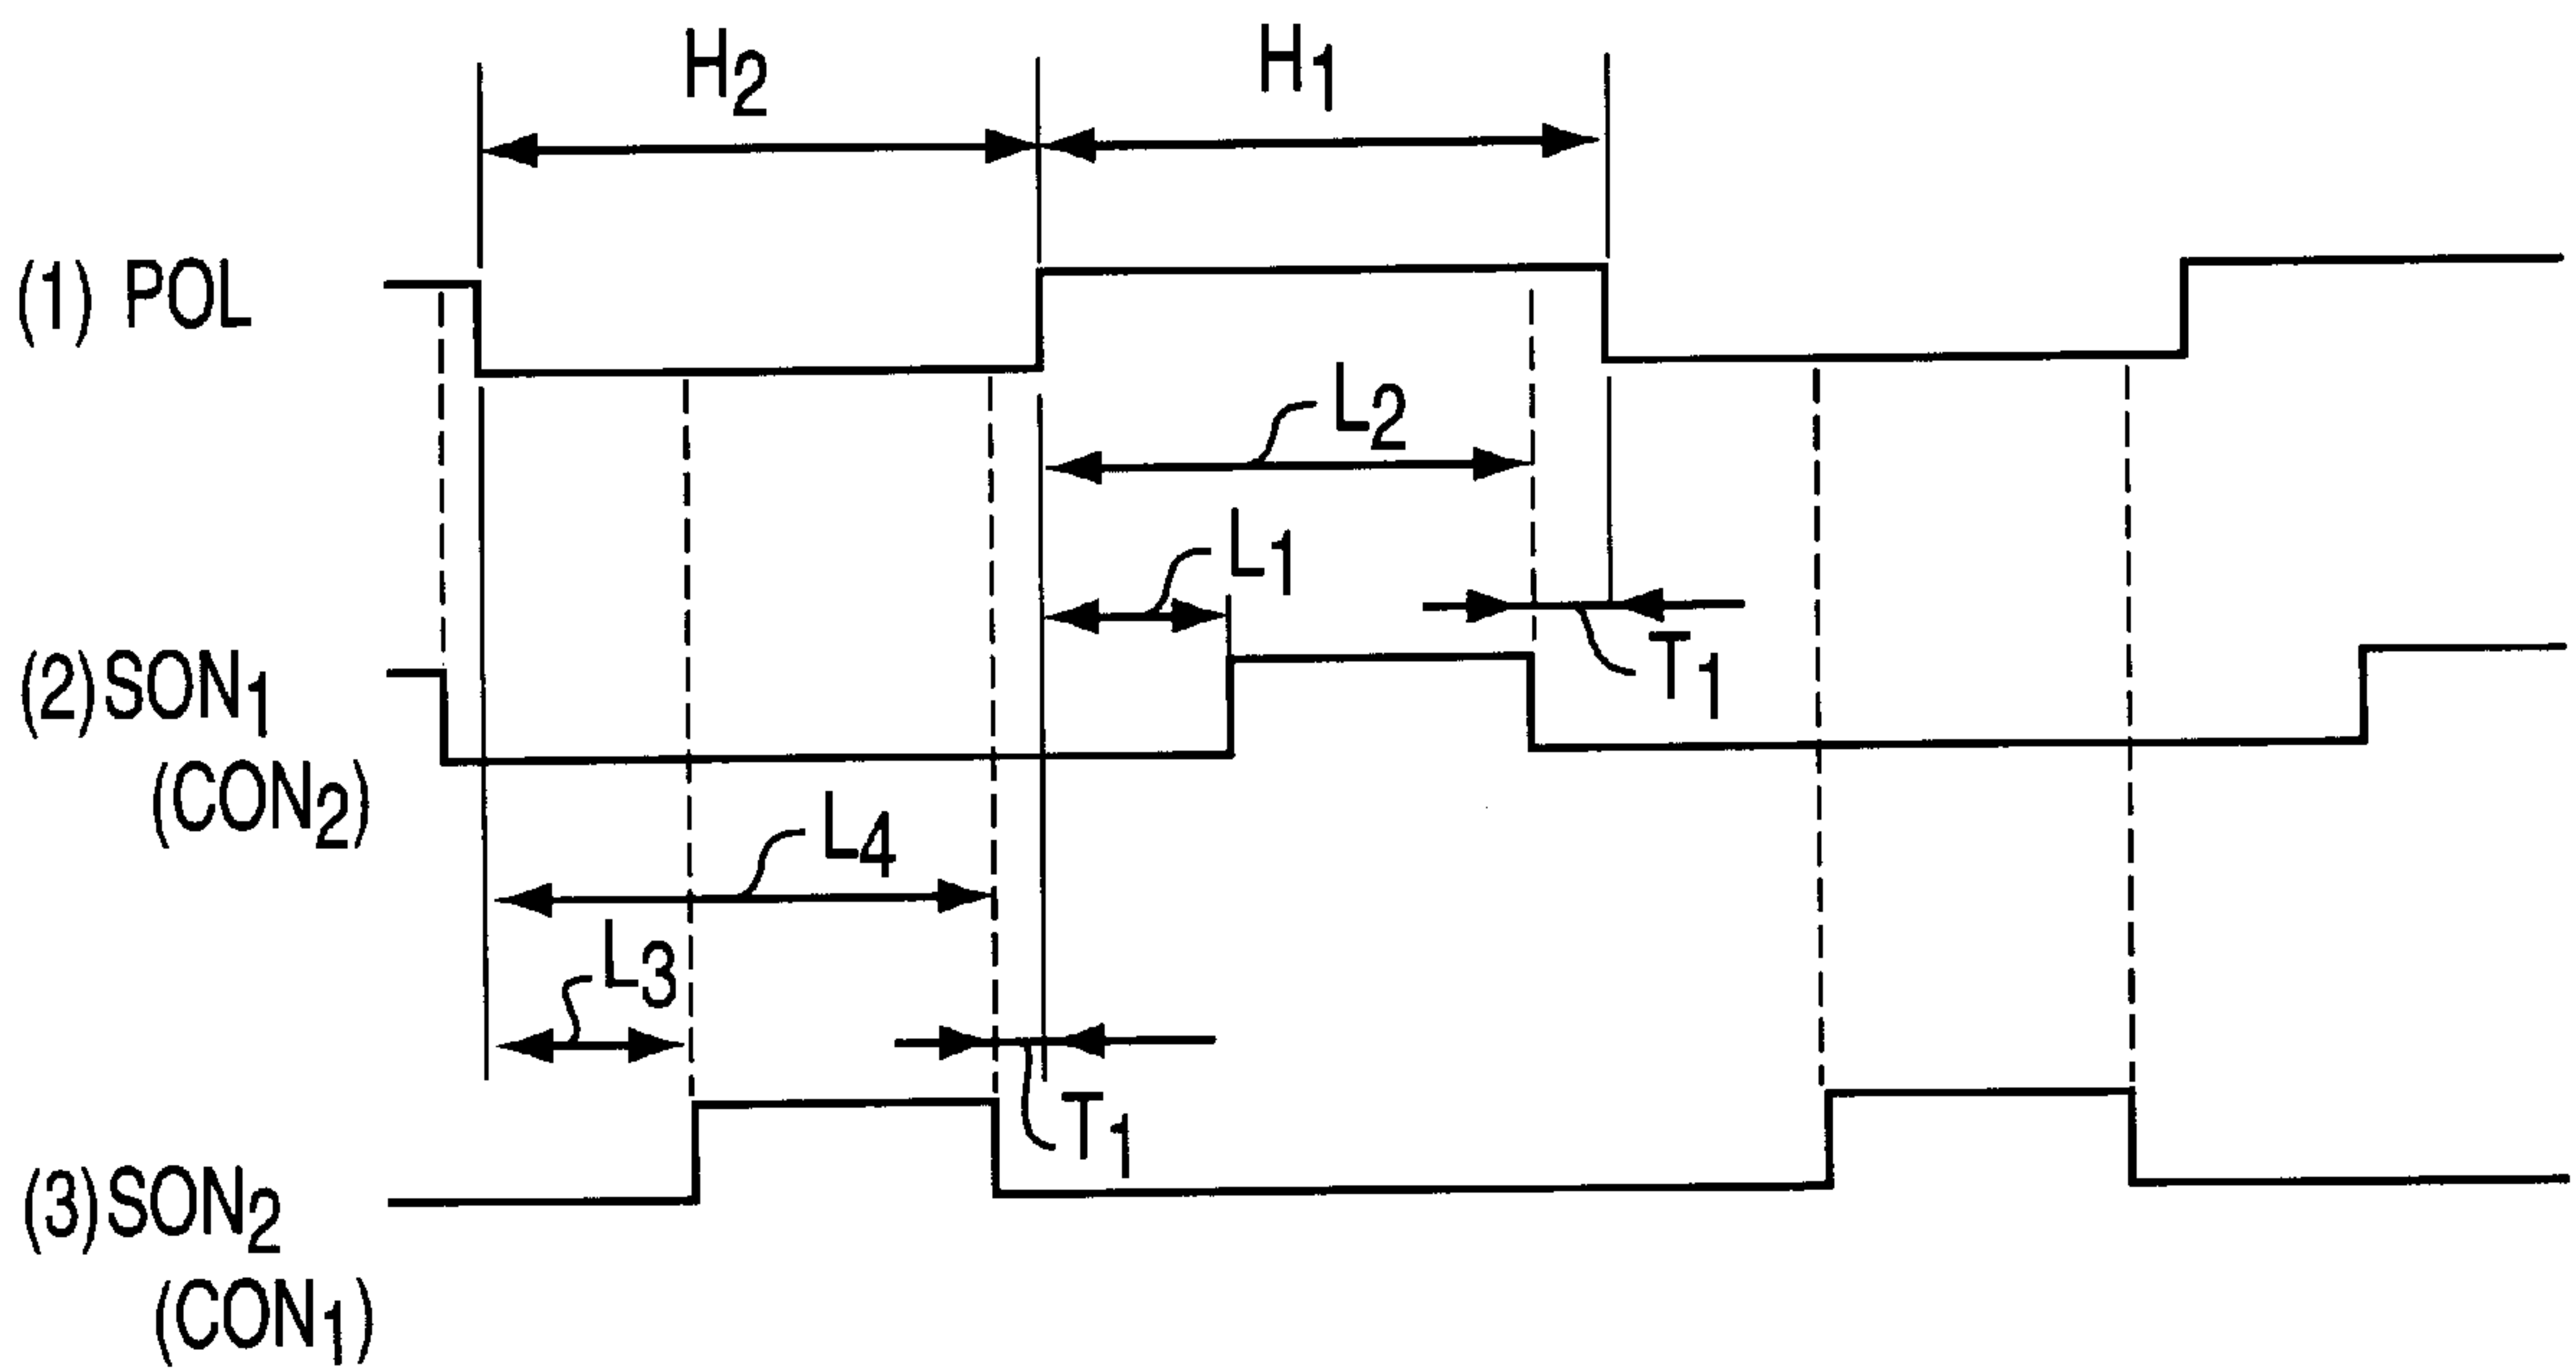 H2
H1
(1) POL
L2
L1
T1
(2) SON1
(CON2)
L4
L3
T1
(3) SON2
(CON1)